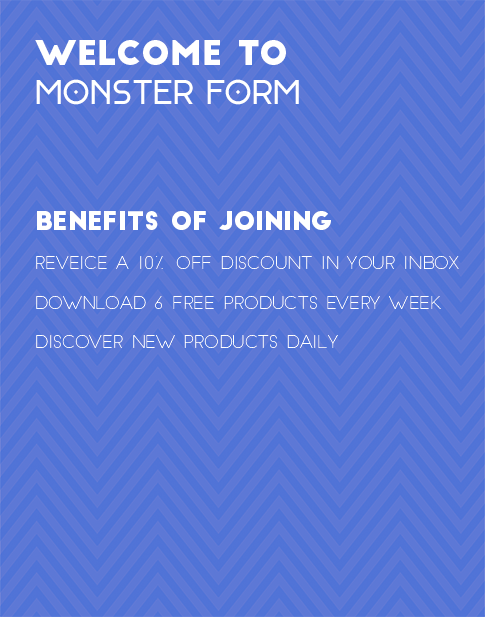 WELCOME TO
MONSTER FORM
BENEFITS OF JOINING
REVEICE A 10% OFF DISCOUNT IN YOUR INBOX
DOWNLOAD 6 FREE PRODUCTS EVERY WEEK
DISCOVER NEW PRODUCTS DAILY